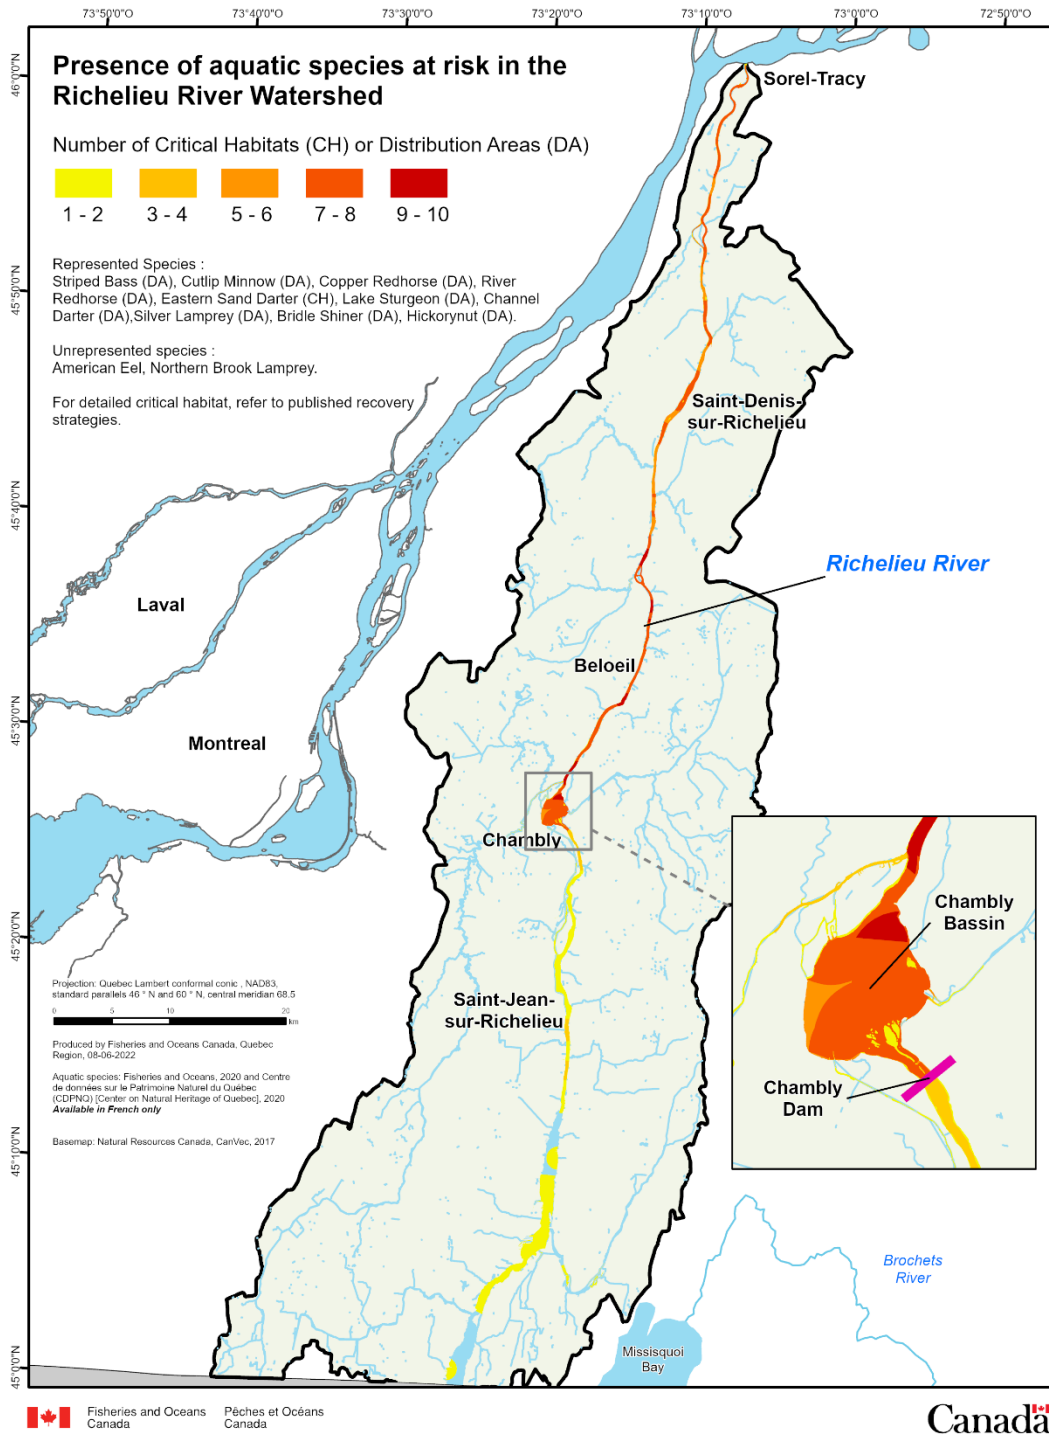 73°50'0"O
73°40'0"O
73°30'0"O
73°20'0"O
73°10'0"O
73°0'0"O
72°50'0"O
46°0'0"N
45°50'0"N
45°40'0"N
45°30'0"N
45°20'0"N
45°10'0"N
45°0'0"N
Presence of aquatic species at risk in the
Richelieu River Watershed
Number of Critical Habitats (CH) or Distribution Areas (DA)
1 - 2
3 - 4
5 - 6
7 - 8
9 - 10
Represented Species :
Striped Bass (DA), Cutlip Minnow (DA), Copper Redhorse (DA), River
Redhorse (DA), Eastern Sand Darter (CH), Lake Sturgeon (DA), Channel
Darter (DA),Silver Lamprey (DA), Bridle Shiner (DA), Hickorynut (DA).
Unrepresented species :
American Eel, Northern Brook Lamprey.
For detailed critical habitat, refer to published recovery
strategies.
Sorel-Tracy
Saint-Denis-
sur-Richelieu
Richelieu River
Laval
Beloeil
Montreal
Chambly
Chambly
Bassin
Chambly
Dam
Saint-Jean-
sur-Richelieu
Brochets
River
Missisquoi
Bay
Projection: Quebec Lambert conformal conic , NAD83,
standard parallels 46 ° N and 60 ° N, central meridian 68.5
0
5
10
20
km
Produced by Fisheries and Oceans Canada, Quebec
Region, 08-06-2022
Aquatic species: Fisheries and Oceans, 2020 and Centre
de données sur le Patrimoine Naturel du Québec
(CDPNQ) [Center on Natural Heritage of Quebec], 2020
Available in French only
Basemap: Natural Resources Canada, CanVec, 2017
Fisheries and Oceans
Canada
Pêches et Océans
Canada
Canada